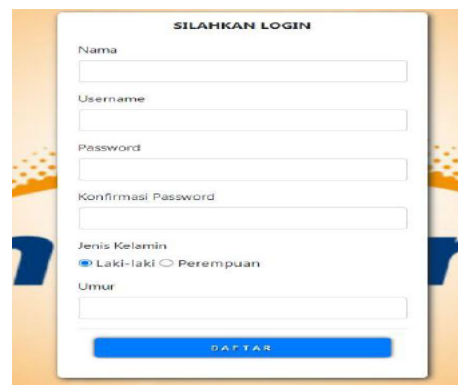 SILAHKAN LOGIN
Nama
Username
Password
Konfirmasi Password
Jenis Kelamin
Laki-laki Perempuan
Umur
DAFTAR